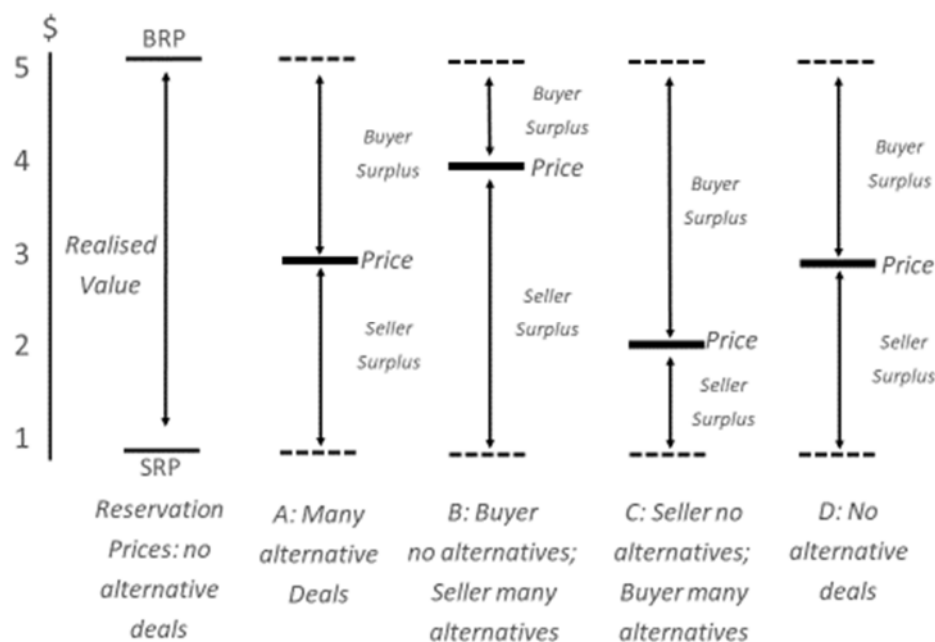 $
BRP
5
4
3
2
1
Realised
Value
SRP
Reservation
Prices: no
alternative
deals
Buyer
Surplus
Price
Seller
Surplus
A: Many
alternative
Deals
Buyer
Surplus
Price
Seller
Surplus
B: Buyer
no alternatives;
Seller many
alternatives
Buyer
Surplus
Price
Seller
Surplus
C: Seller no
alternatives;
Buyer many
alternatives
Buyer
Surplus
Price
Seller
Surplus
D: No
alternative
deals